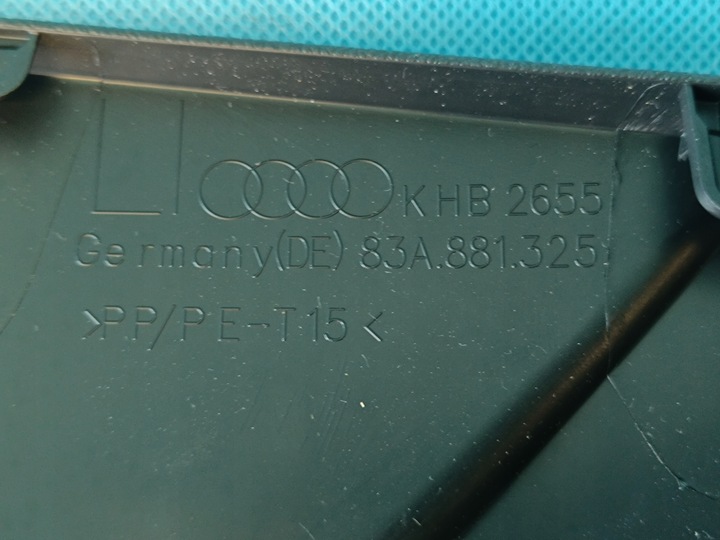 LI KHB 2655
Germany(DE) 83A.881.325
>PP/PE-T15<